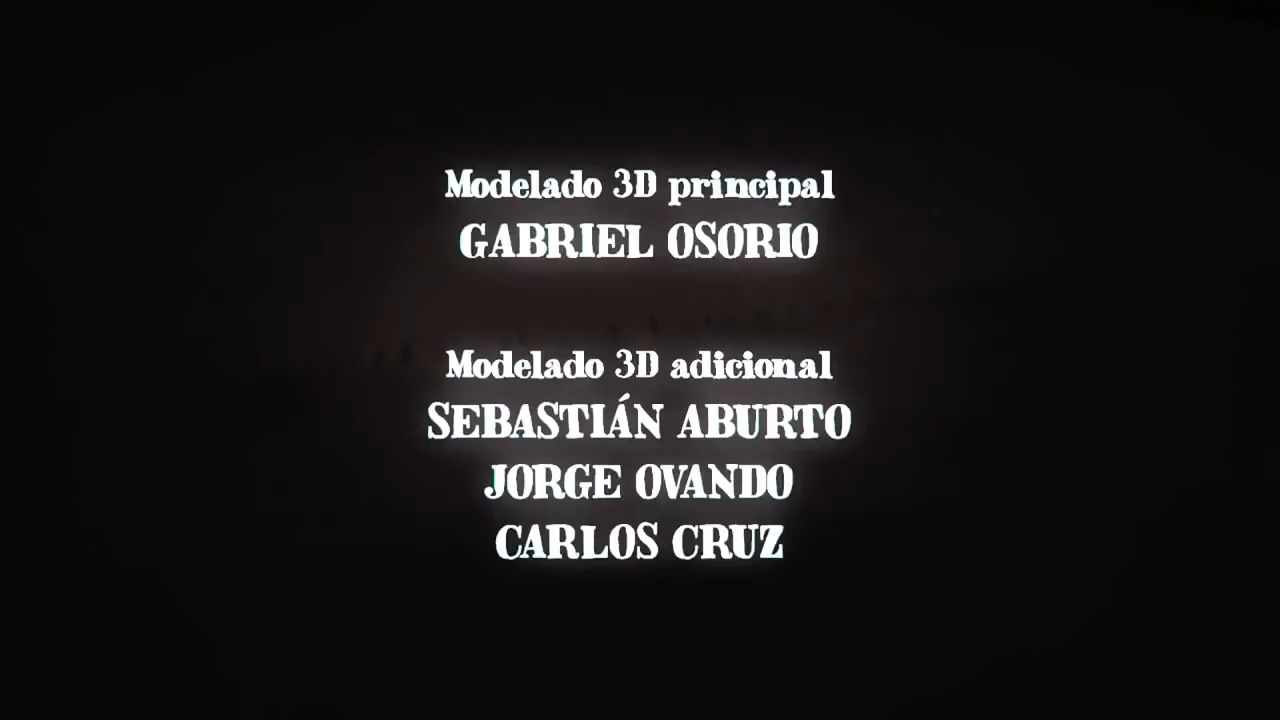 Modelado 3D principal
GABRIEL OSORIO
Modelado 3D adicional
SEBASTIÁN ABURTO
JORGE OVANDO
CARLOS CRUZ